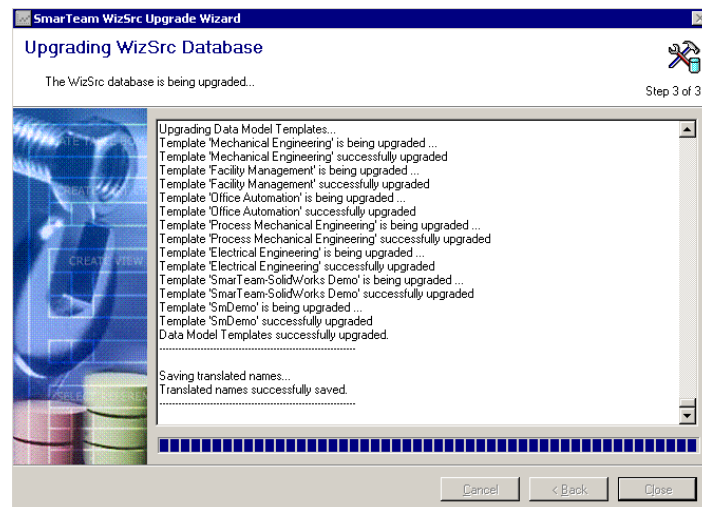 SmarTeam WizSrc Upgrade Wizard
Upgrading WizSrc Database
The WizSrc database is being upgraded...
Step 3 of 3
Upgrading Data Model Templates...
Template 'Mechanical Engineering' is being upgraded ...
Template 'Mechanical Engineering' successfully upgraded
Template 'Facility Management' is being upgraded ...
Template 'Facility Management' successfully upgraded
Template 'Office Automation' is being upgraded ...
Template 'Office Automation' successfully upgraded
Template 'Process Mechanical Engineering' is being upgraded ...
Template 'Process Mechanical Engineering' successfully upgraded
Template 'Electrical Engineering' is being upgraded ...
Template 'Electrical Engineering' successfully upgraded
Template 'SmarTeam-SolidWorks Demo' is being upgraded ...
Template 'SmarTeam-SolidWorks Demo' successfully upgraded
Template 'SmDemo' is being upgraded ...
Template 'SmDemo' successfully upgraded
Data Model Templates successfully upgraded.
------------------------------------------------------------
Saving translated names...
Translated names successfully saved.
------------------------------------------------------------
CREATE VIEW
Cancel
< Back
Close